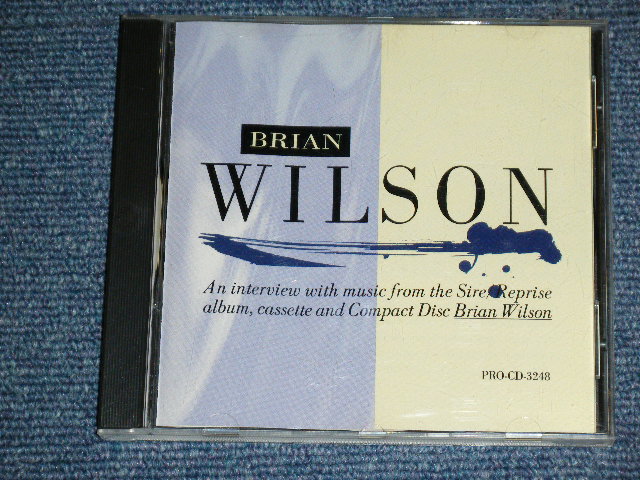 BRIAN
WILSON
An interview with music from the Sire/Reprise
album, cassette and Compact Disc Brian Wilson
PRO-CD-3248